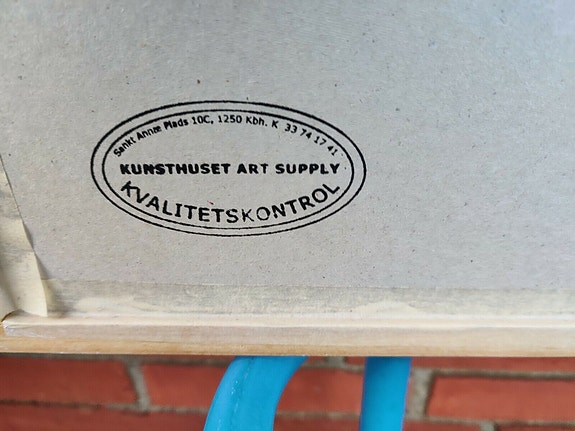 Sankt Annæ Plads 10C, 1250 Kbh. K 33 74 17 41
KUNSTHUSET ART SUPPLY
KVALITETSKONTROL